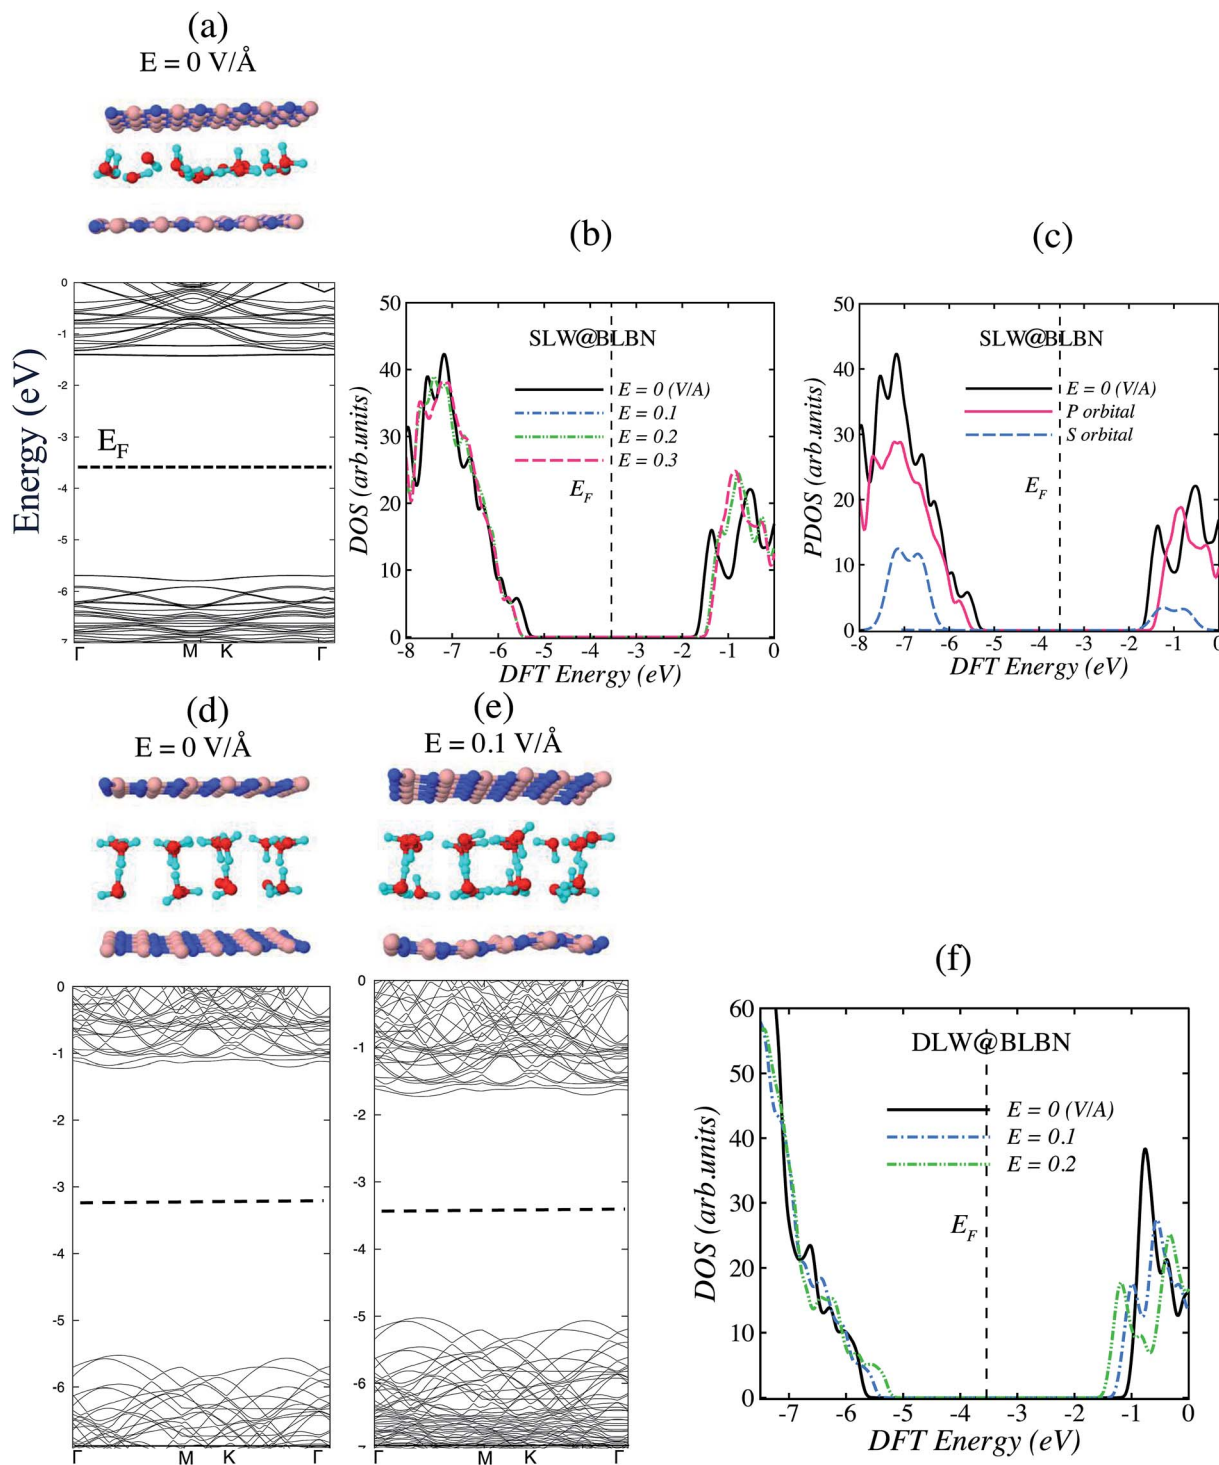 (a)
E = 0 V/Å
Energy (eV)
0
-1
-2
-3
E_F
-4
-5
-6
7
Γ M K Γ
(b)
DOS (arb.units)
50
40
30
20
10
0
SLW@BLBN
E = 0 (V/A)
E = 0.1
E = 0.2
E = 0.3
E_F
-8 -7 -6 -5 -4 -3 -2 -1 0
DFT Energy (eV)
(c)
PDOS (arb.units)
50
40
30
20
10
0
SLW@BLBN
E = 0 (V/A)
P orbital
S orbital
E_F
-8 -7 -6 -5 -4 -3 -2 -1 0
DFT Energy (eV)
(d)
E = 0 V/Å
0
-1
-2
-3
-4
-5
-6
Γ M K Γ
(e)
E = 0.1 V/Å
0
-1
-2
-3
-4
-5
-6
-7
Γ M K Γ
(f)
DOS (arb.units)
60
50
40
30
20
10
0
DLW@BLBN
E = 0 (V/A)
E = 0.1
E = 0.2
E_F
-7 -6 -5 -4 -3 -2 -1 0
DFT Energy (eV)